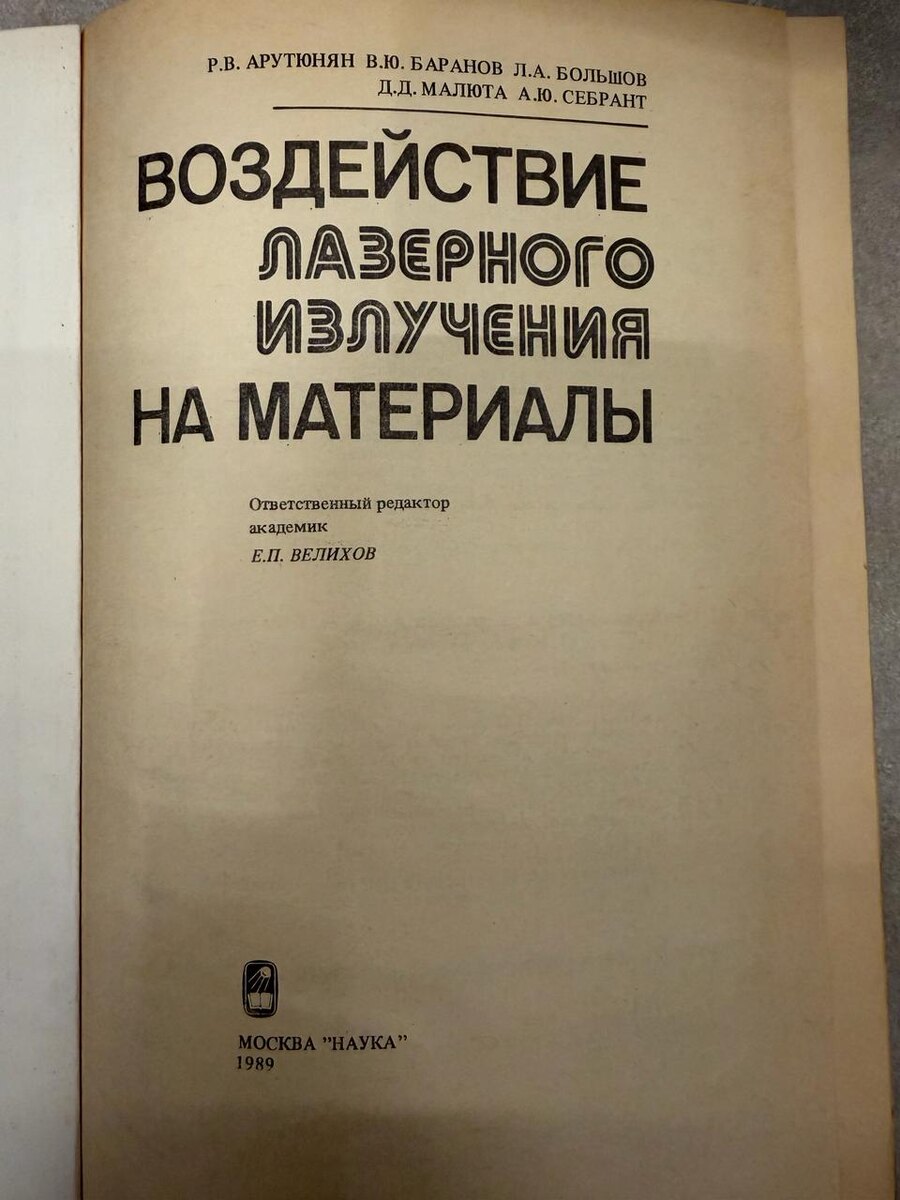 Р.В. АРУТЮНЯН В.Ю. БАРАНОВ Л.А. БОЛЬШОВ
Д.Д. МАЛЮТА А.Ю. СЕБРАНТ
ВОЗДЕЙСТВИЕ
ЛАЗЕРНОГО
ИЗЛУЧЕНИЯ
НА МАТЕРИАЛЫ
Ответственный редактор
академик
Е.П. ВЕЛИХОВ
МОСКВА "НАУКА"
1989